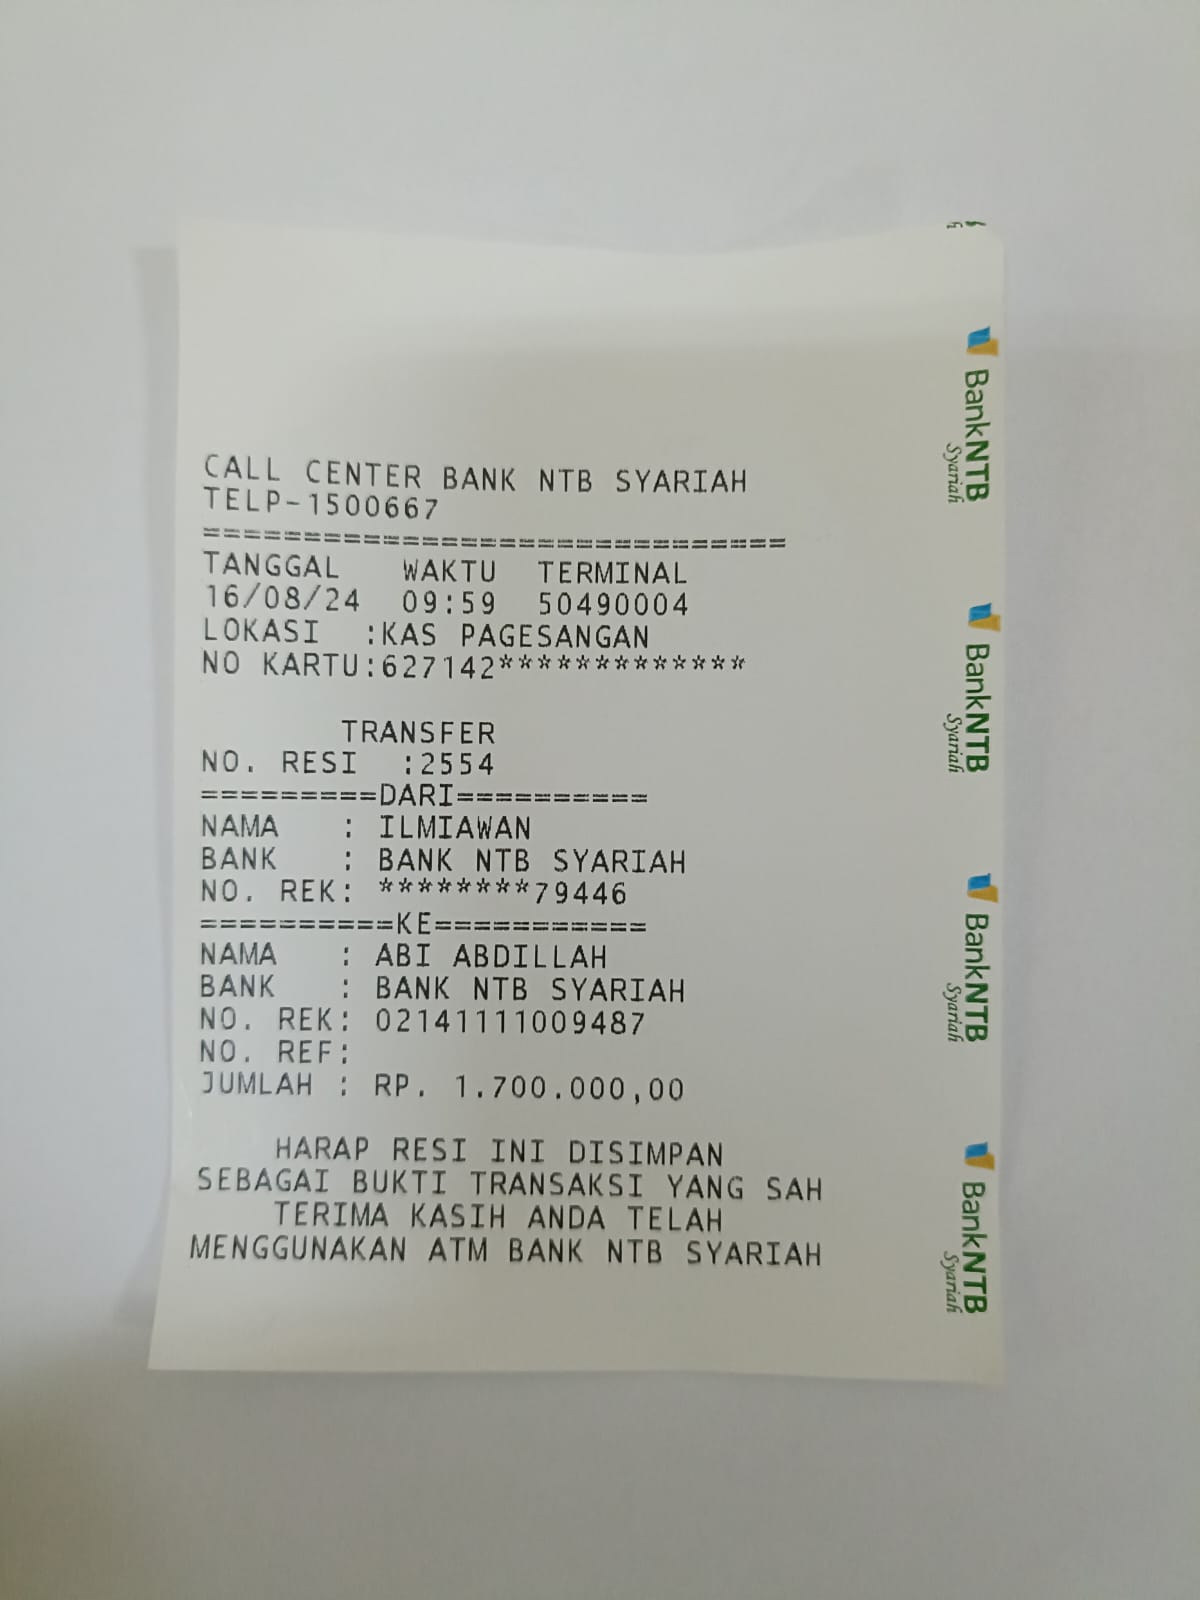 CALL CENTER BANK NTB SYARIAH
TELP-1500667
==============================
TANGGAL WAKTU TERMINAL
16/08/24 09:59 50490004
LOKASI :KAS PAGESANGAN
NO KARTU:627142*************
TRANSFER
NO. RESI :2554
=========DARI==========
NAMA : ILMIAWAN
BANK : BANK NTB SYARIAH
NO. REK: ********79446
==========KE===========
NAMA : ABI ABDILLAH
BANK : BANK NTB SYARIAH
NO. REK: 02141111009487
NO. REF:
JUMLAH : RP. 1.700.000,00
HARAP RESI INI DISIMPAN
SEBAGAI BUKTI TRANSAKSI YANG SAH
TERIMA KASIH ANDA TELAH
MENGGUNAKAN ATM BANK NTB SYARIAH
BankNTB
Syariah
BankNTB
Syariah
BankNTB
Syariah
BankNTB
Syariah